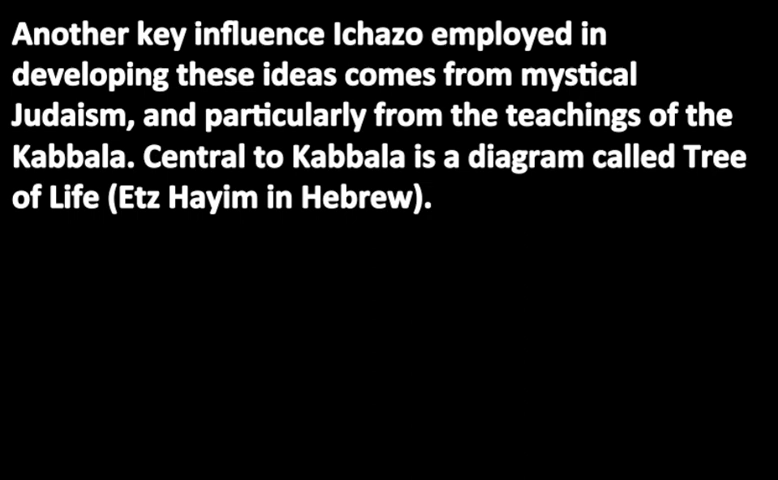 Another key influence Ichazo employed in
developing these ideas comes from mystical
Judaism, and particularly from the teachings of the
Kabbala. Central to Kabbala is a diagram called Tree
of Life (Etz Hayim in Hebrew).